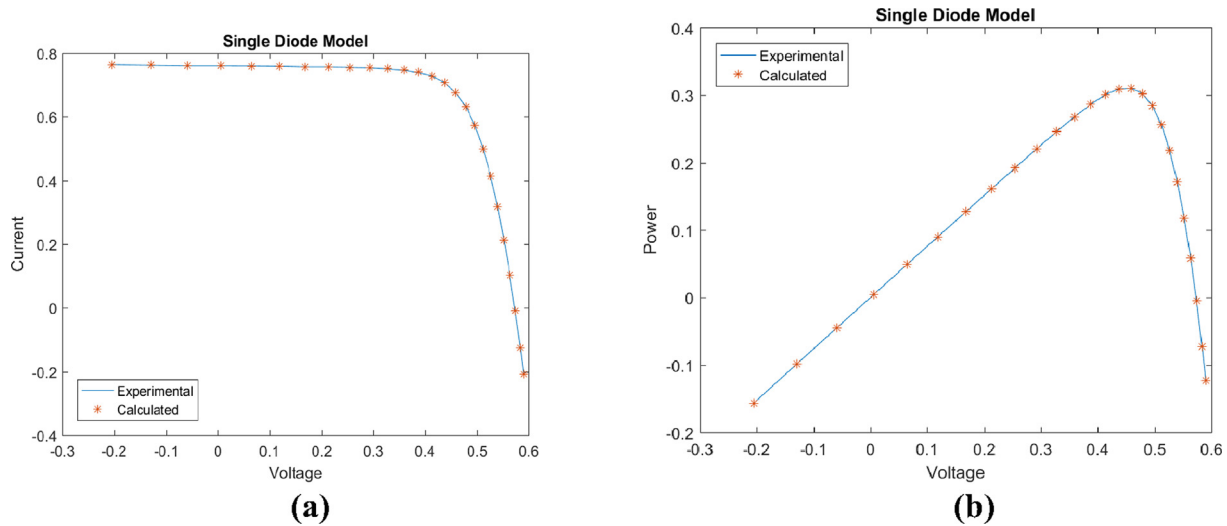 Single Diode Model
0.8
0.6
0.4
0.2
0
-0.2
-0.4
Current
Experimental
Calculated
-0.3 -0.2 -0.1 0 0.1 0.2 0.3 0.4 0.5 0.6
Voltage
(a)
Single Diode Model
0.4
0.3
0.2
0.1
0
-0.1
-0.2
Power
Experimental
Calculated
-0.3 -0.2 -0.1 0 0.1 0.2 0.3 0.4 0.5 0.6
Voltage
(b)